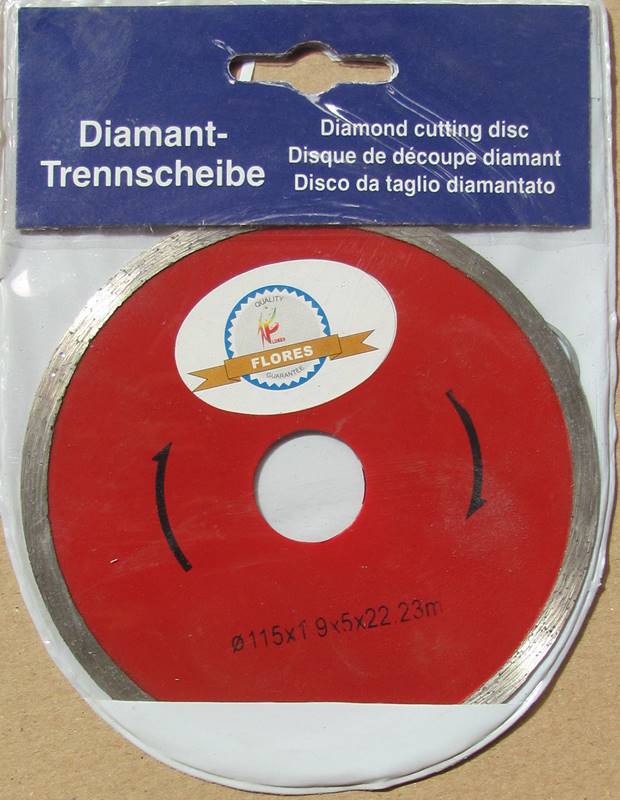 Diamant-
Trennscheibe
Diamond cutting disc
Disque de découpe diamant
Disco da taglio diamantato
QUALITY
FLORES
GUARANTEE
ø115x1.9x5x22.23m